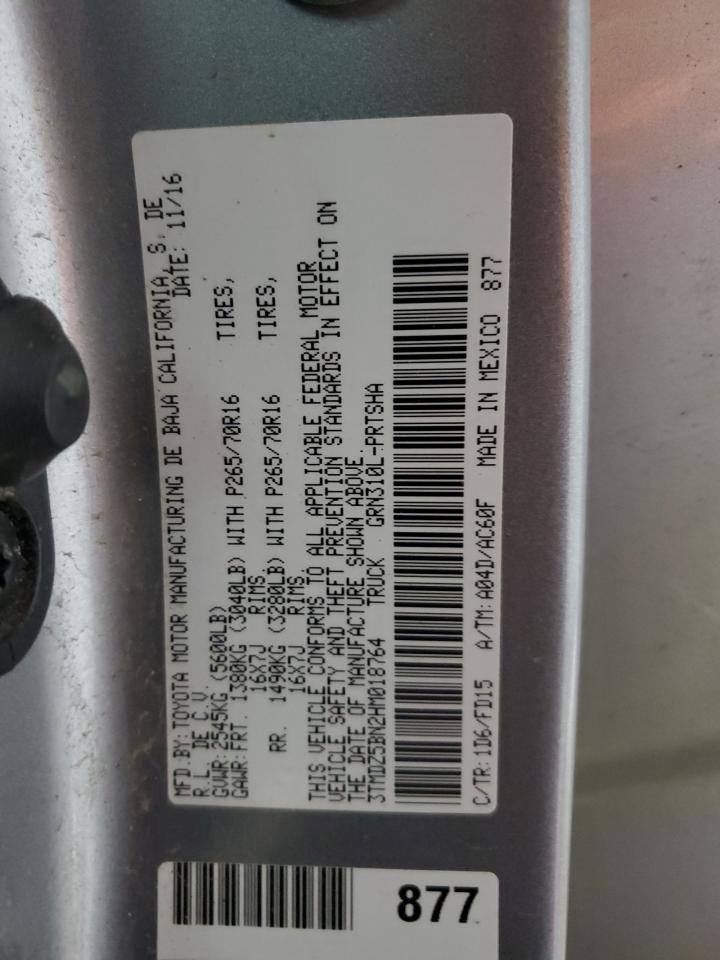 MFD.BY: TOYOTA MOTOR MANUFACTURING DE BAJA CALIFORNIA, S. DE
R.L. DE C.V. DATE: 11/16
GVWR: 2545KG (5600LB)
GAWR: FRT. 1380KG (3040LB) WITH P265/70R16 TIRES,
16X7J RIMS,
RR. 1490KG (3280LB) WITH P265/70R16 TIRES,
16X7J RIMS.
THIS VEHICLE CONFORMS TO ALL APPLICABLE FEDERAL MOTOR
VEHICLE SAFETY AND THEFT PREVENTION STANDARDS IN EFFECT ON
THE DATE OF MANUFACTURE SHOWN ABOVE.
3TMDZ5BN2HM018764 TRUCK GRN310L-PRTSHA
C/TR: 1D6/FD15 A/TM: A04D/AC60F MADE IN MEXICO 877
877